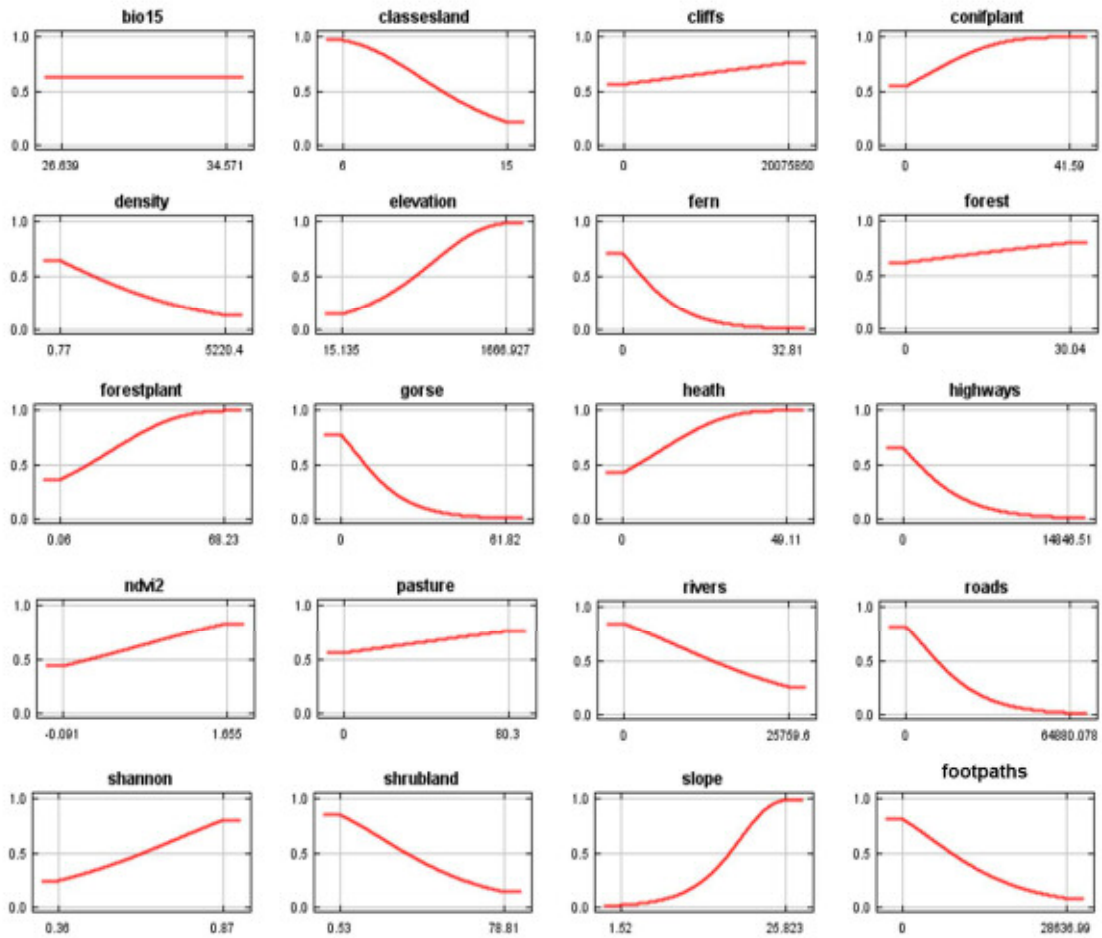 bio15 classesland cliffs conifplant
1.0 1.0 1.0 1.0
0.5 0.5 0.5 0.5
0.0 0.0 0.0 0.0
26.639 34.571 6 15 0 20075850 0 41.59
density elevation fern forest
1.0 1.0 1.0 1.0
0.5 0.5 0.5 0.5
0.0 0.0 0.0 0.0
0.77 5220.4 15.135 1666.927 0 32.81 0 30.04
forestplant gorse heath highways
1.0 1.0 1.0 1.0
0.5 0.5 0.5 0.5
0.0 0.0 0.0 0.0
0.06 68.23 0 61.82 0 49.11 0 14846.51
ndvi2 pasture rivers roads
1.0 1.0 1.0 1.0
0.5 0.5 0.5 0.5
0.0 0.0 0.0 0.0
-0.091 1.655 0 80.3 0 25759.6 0 64880.078
shannon shrubland slope footpaths
1.0 1.0 1.0 1.0
0.5 0.5 0.5 0.5
0.0 0.0 0.0 0.0
0.36 0.87 0.53 78.81 1.52 25.823 0 28636.99